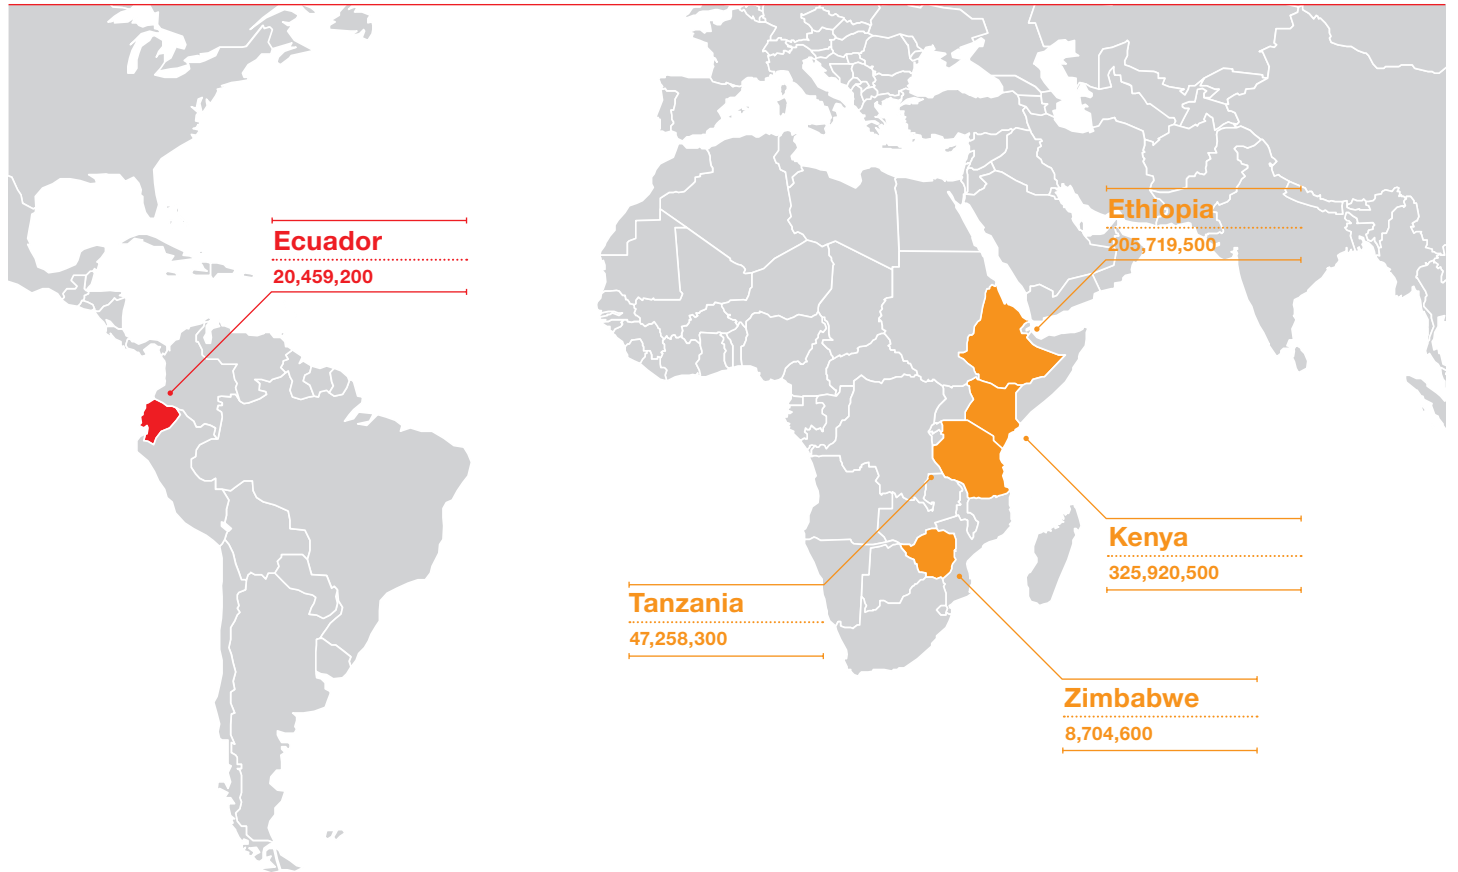 Ethiopia
205,719,500
Ecuador
20,459,200
Kenya
325,920,500
Tanzania
47,258,300
Zimbabwe
8,704,600